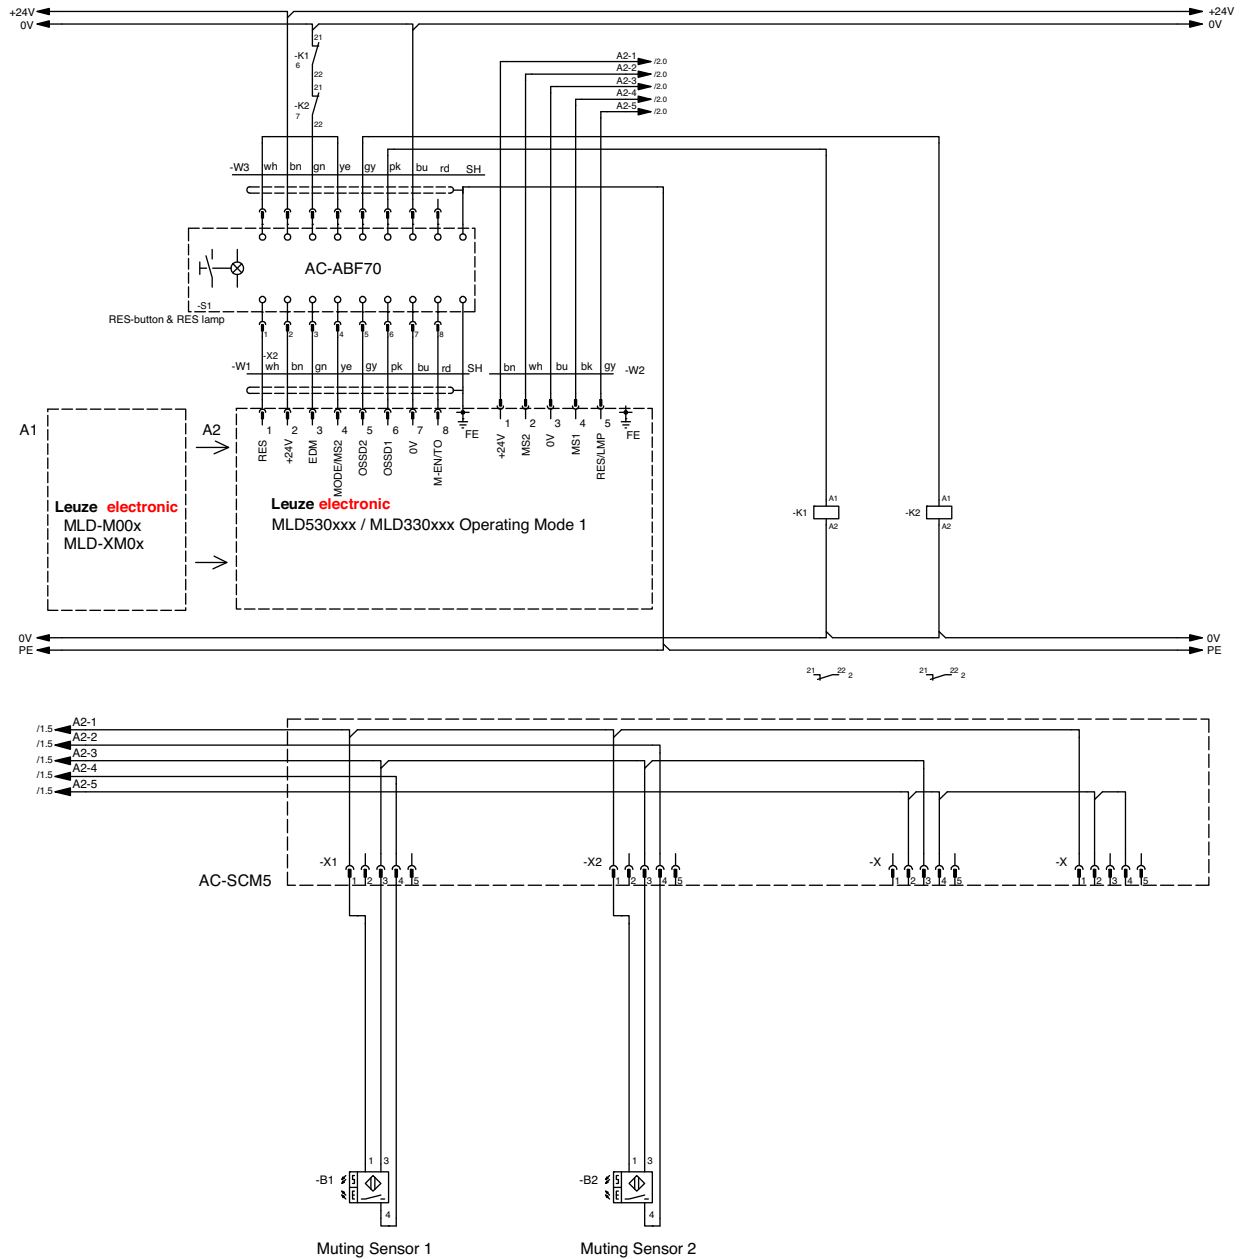 +24V +24V
0V 0V
21
-K1
6
22
21
-K2
7
22
A2-1 /2.0
A2-2 /2.0
A2-3 /2.0
A2-4 /2.0
A2-5 /2.0
-W3 wh bn gn ye gy pk bu rd SH
AC-ABF70
-S1
RES-button & RES lamp
1 2 3 4 5 6 7 8
-X2
-W1 wh bn gn ye gy pk bu rd SH
bn wh bu bk gy -W2
A1 A2
1 2 3 4 5 6 7 8 FE
RES +24V EDM MODE/MS2 OSSD2 OSSD1 0V M-EN/TO
1 2 3 4 5 FE
+24V MS2 0V MS1 RES/LMP
Leuze electronic
MLD-M00x
MLD-XM0x
Leuze electronic
MLD530xxx / MLD330xxx Operating Mode 1
A1 A1
-K1 -K2
A2 A2
0V 0V
PE PE
21 22 2 21 22 2
/1.5 A2-1
/1.5 A2-2
/1.5 A2-3
/1.5 A2-4
/1.5 A2-5
-X1 -X2 -X -X
1 2 3 4 5 1 2 3 4 5 1 2 3 4 5 1 2 3 4 5
AC-SCM5
1 3 1 3
-B1 -B2
4 4
Muting Sensor 1 Muting Sensor 2